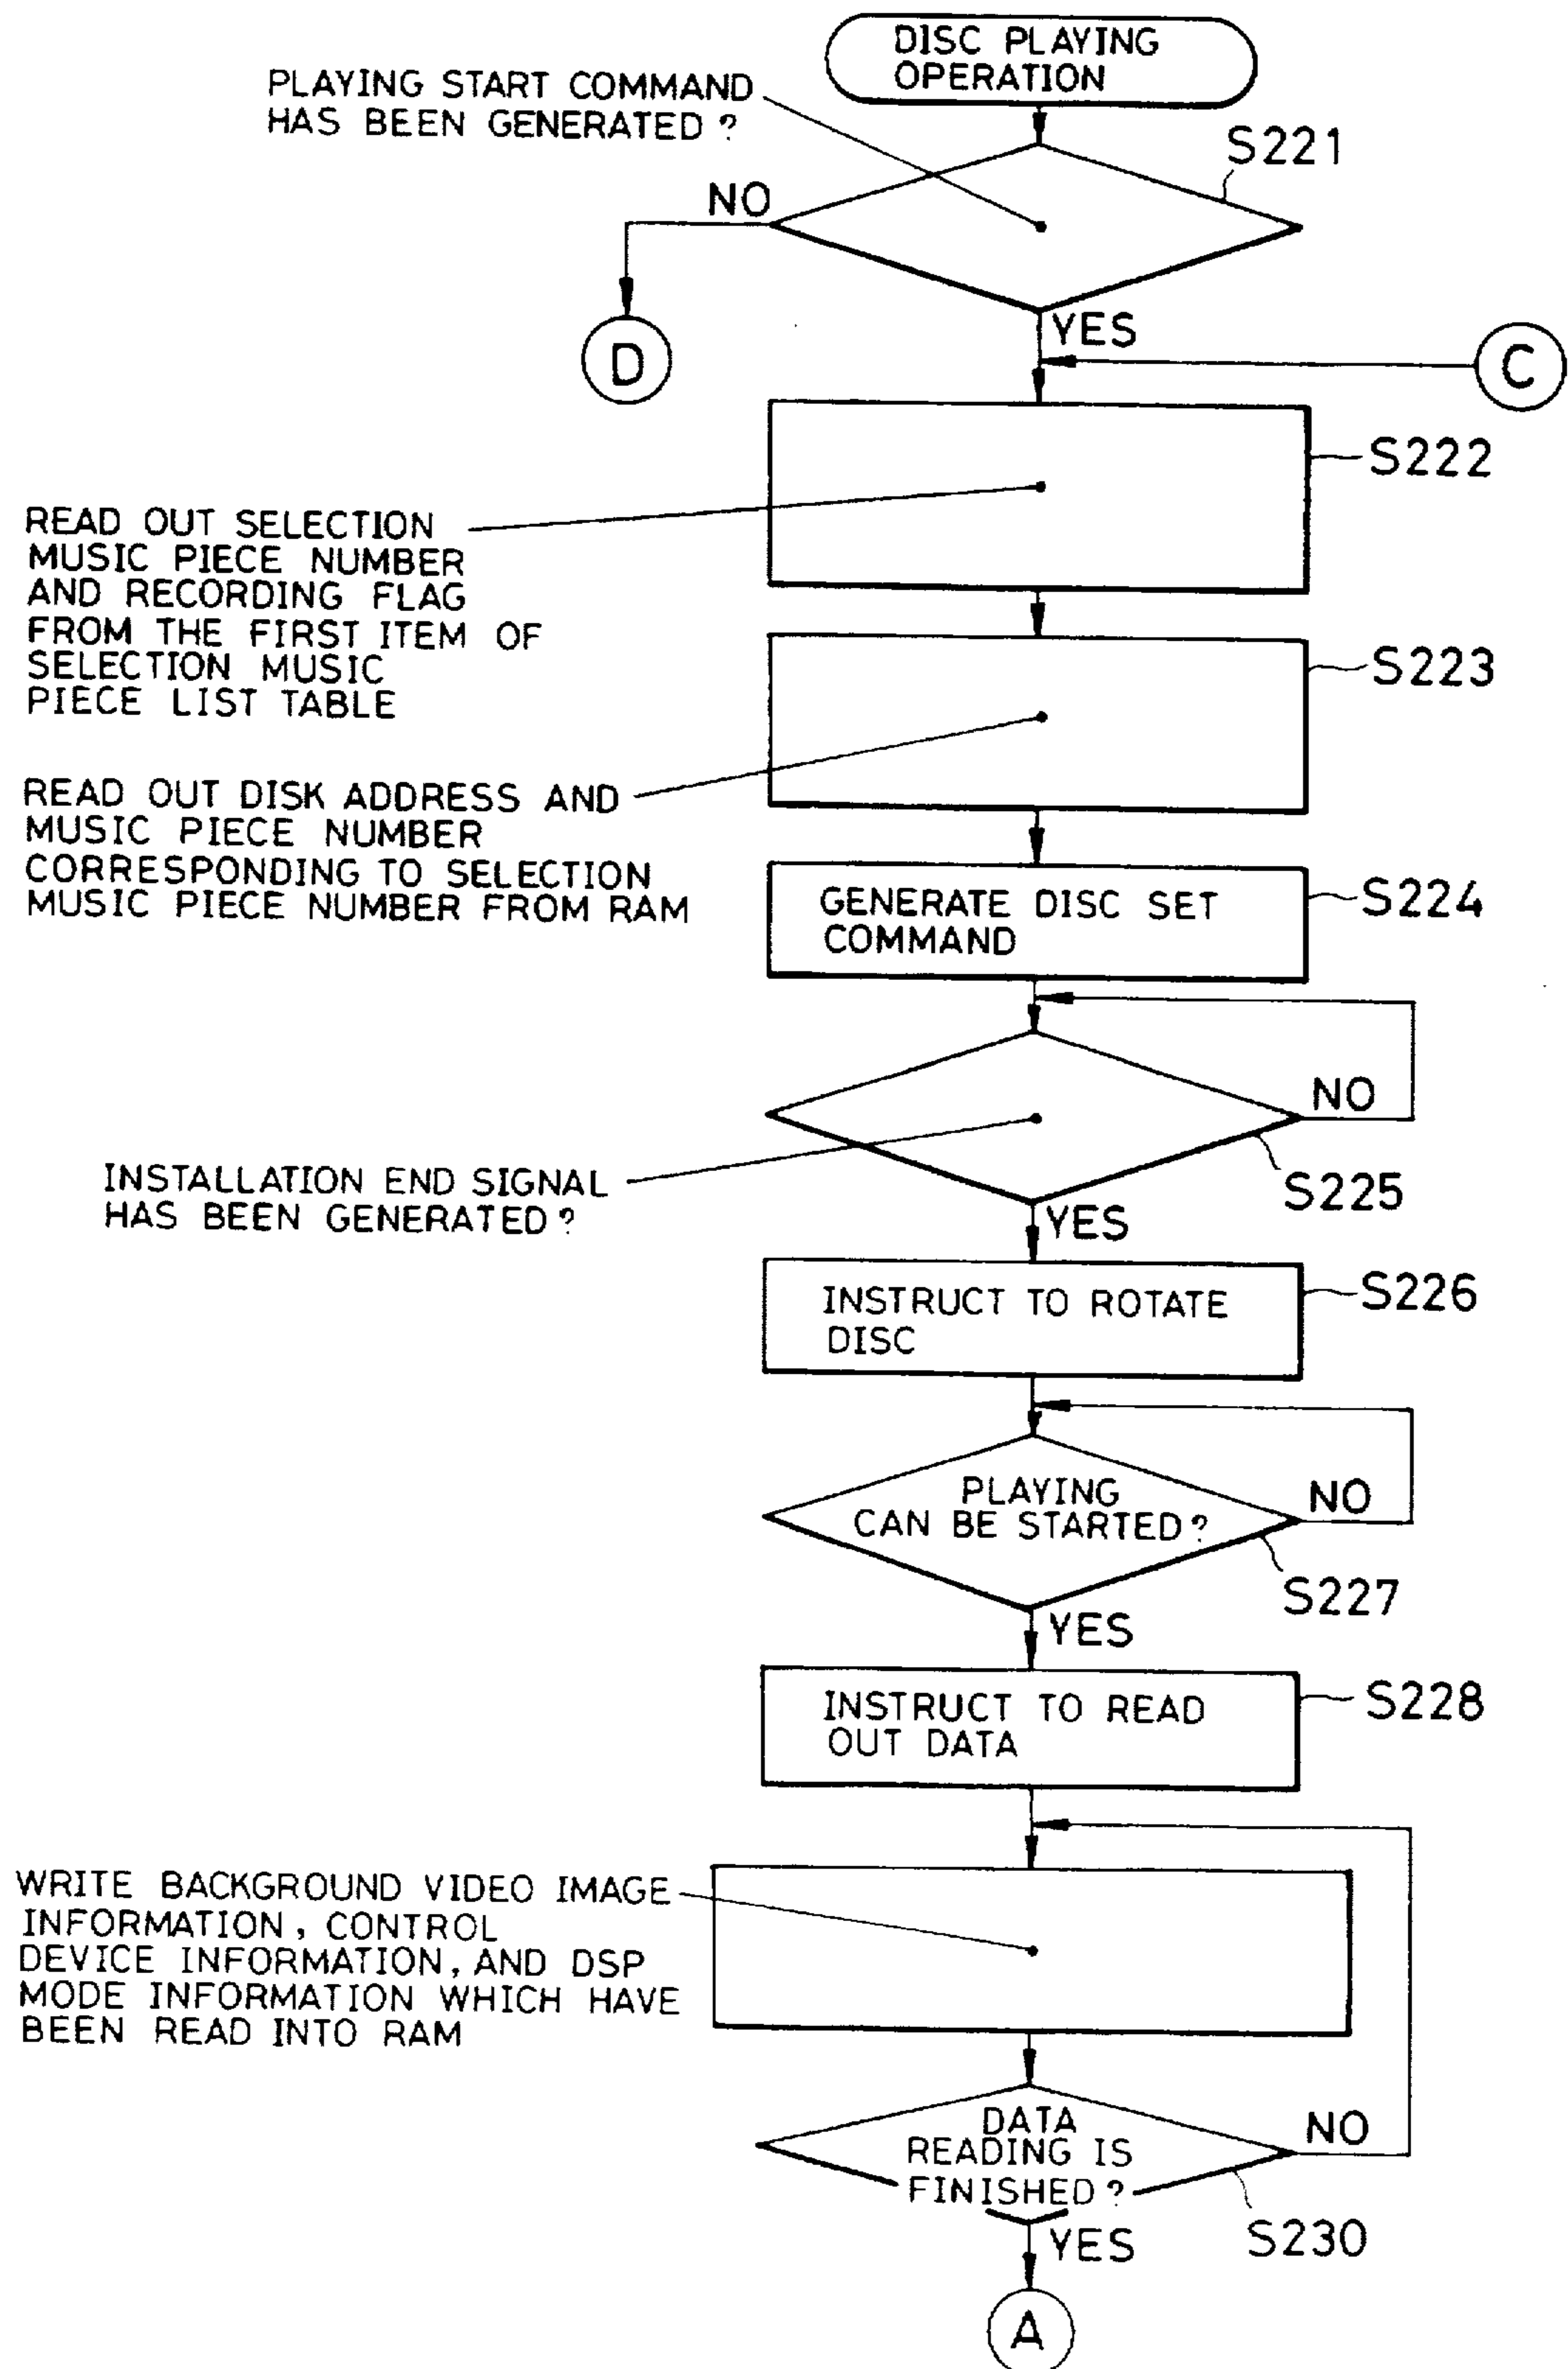 DISC PLAYING
OPERATION
PLAYING START COMMAND
HAS BEEN GENERATED?
S221
NO
YES
D
C
S222
READ OUT SELECTION
MUSIC PIECE NUMBER
AND RECORDING FLAG
FROM THE FIRST ITEM OF
SELECTION MUSIC
PIECE LIST TABLE
S223
READ OUT DISK ADDRESS AND
MUSIC PIECE NUMBER
CORRESPONDING TO SELECTION
MUSIC PIECE NUMBER FROM RAM
GENERATE DISC SET
COMMAND
S224
NO
INSTALLATION END SIGNAL
HAS BEEN GENERATED?
S225
YES
INSTRUCT TO ROTATE
DISC
S226
PLAYING
CAN BE STARTED?
NO
S227
YES
INSTRUCT TO READ
OUT DATA
S228
WRITE BACKGROUND VIDEO IMAGE
INFORMATION, CONTROL
DEVICE INFORMATION, AND DSP
MODE INFORMATION WHICH HAVE
BEEN READ INTO RAM
DATA
READING IS
FINISHED?
NO
S230
YES
A